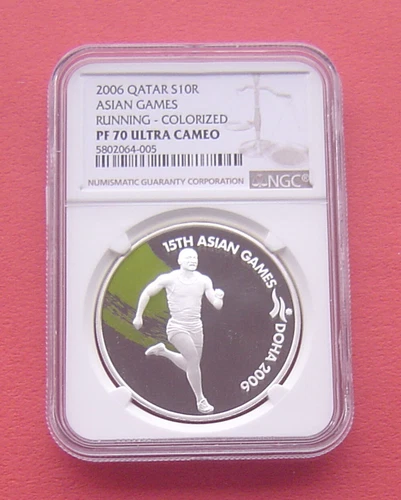 2006 QATAR S10R
ASIAN GAMES
RUNNING - COLORIZED
PF 70 ULTRA CAMEO
5802064-005
NUMISMATIC GUARANTY CORPORATION
NGC
15TH ASIAN GAMES
DOHA 2006